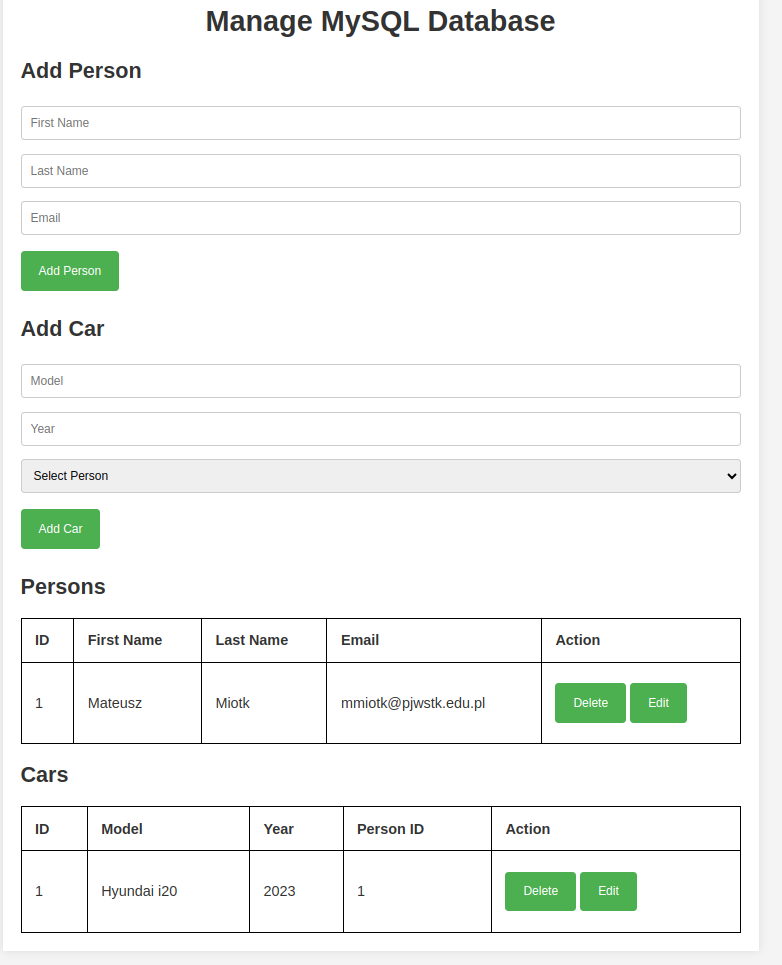 Manage MySQL Database
Add Person
First Name
Last Name
Email
Add Person
Add Car
Model
Year
Select Person
Add Car
Persons
ID First Name Last Name Email Action
1 Mateusz Miotk mmiotk@pjwstk.edu.pl Delete Edit
Cars
ID Model Year Person ID Action
1 Hyundai i20 2023 1 Delete Edit